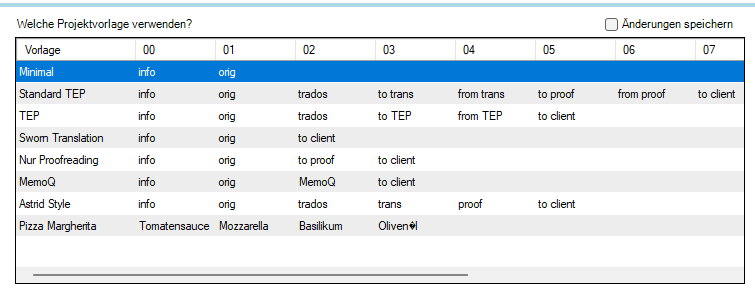 Welche Projektvorlage verwenden? Änderungen speichern
Vorlage 00 01 02 03 04 05 06 07
Minimal info orig
Standard TEP info orig trados to trans from trans to proof from proof to client
TEP info orig trados to TEP from TEP to client
Sworn Translation info orig to client
Nur Proofreading info orig to proof to client
MemoQ info orig MemoQ to client
Astrid Style info orig trados trans proof to client
Pizza Margherita Tomatensauce Mozzarella Basilikum Oliven�l